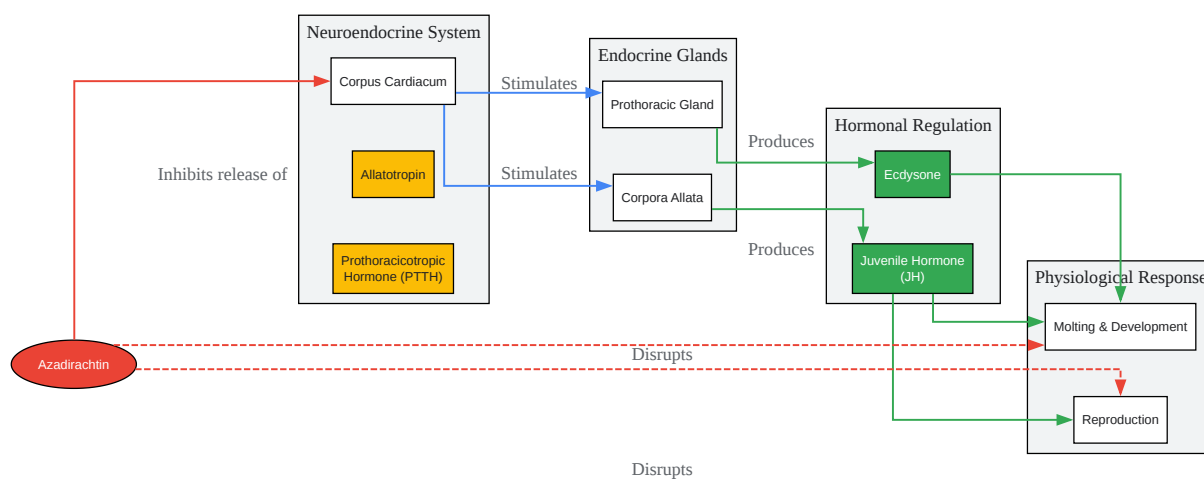 Neuroendocrine System
Corpus Cardiacum
Allatotropin
Prothoracicotropic
Hormone (PTTH)
Inhibits release of
Azadirachtin
Stimulates
Stimulates
Endocrine Glands
Prothoracic Gland
Corpora Allata
Produces
Produces
Hormonal Regulation
Ecdysone
Juvenile Hormone
(JH)
Physiological Response
Molting & Development
Reproduction
Disrupts
Disrupts